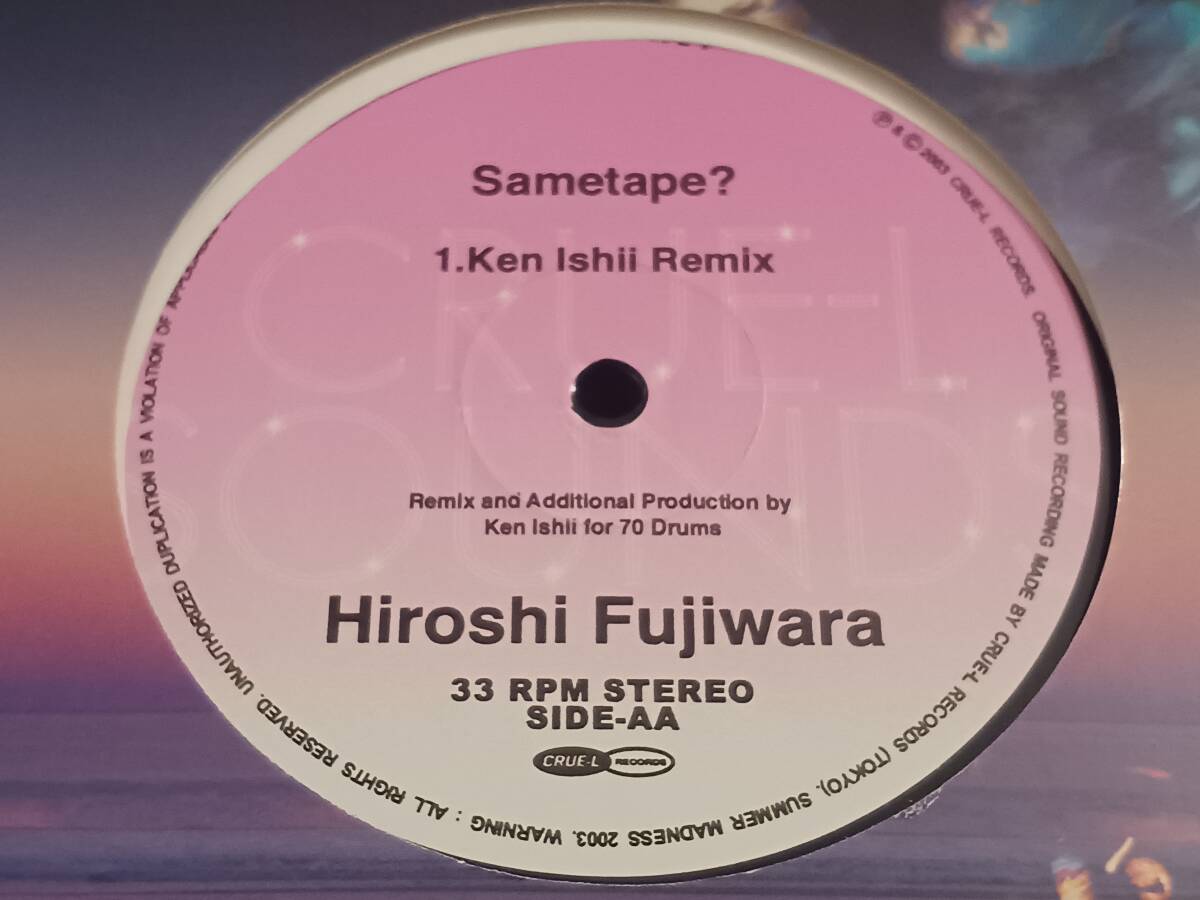 Sametape?
1.Ken Ishii Remix
CRUE-L
SOUNDS
Remix and Additional Production by
Ken Ishii for 70 Drums
Hiroshi Fujiwara
33 RPM STEREO
SIDE-AA
CRUE-L RECORDS
℗ & © 2003 CRUE-L RECORDS. ORIGINAL SOUND RECORDING MADE BY CRUE-L RECORDS (TOKYO). SUMMER MADNESS 2003. WARNING : ALL RIGHTS RESERVED. UNAUTHORIZED DUPLICATION IS A VIOLATION OF